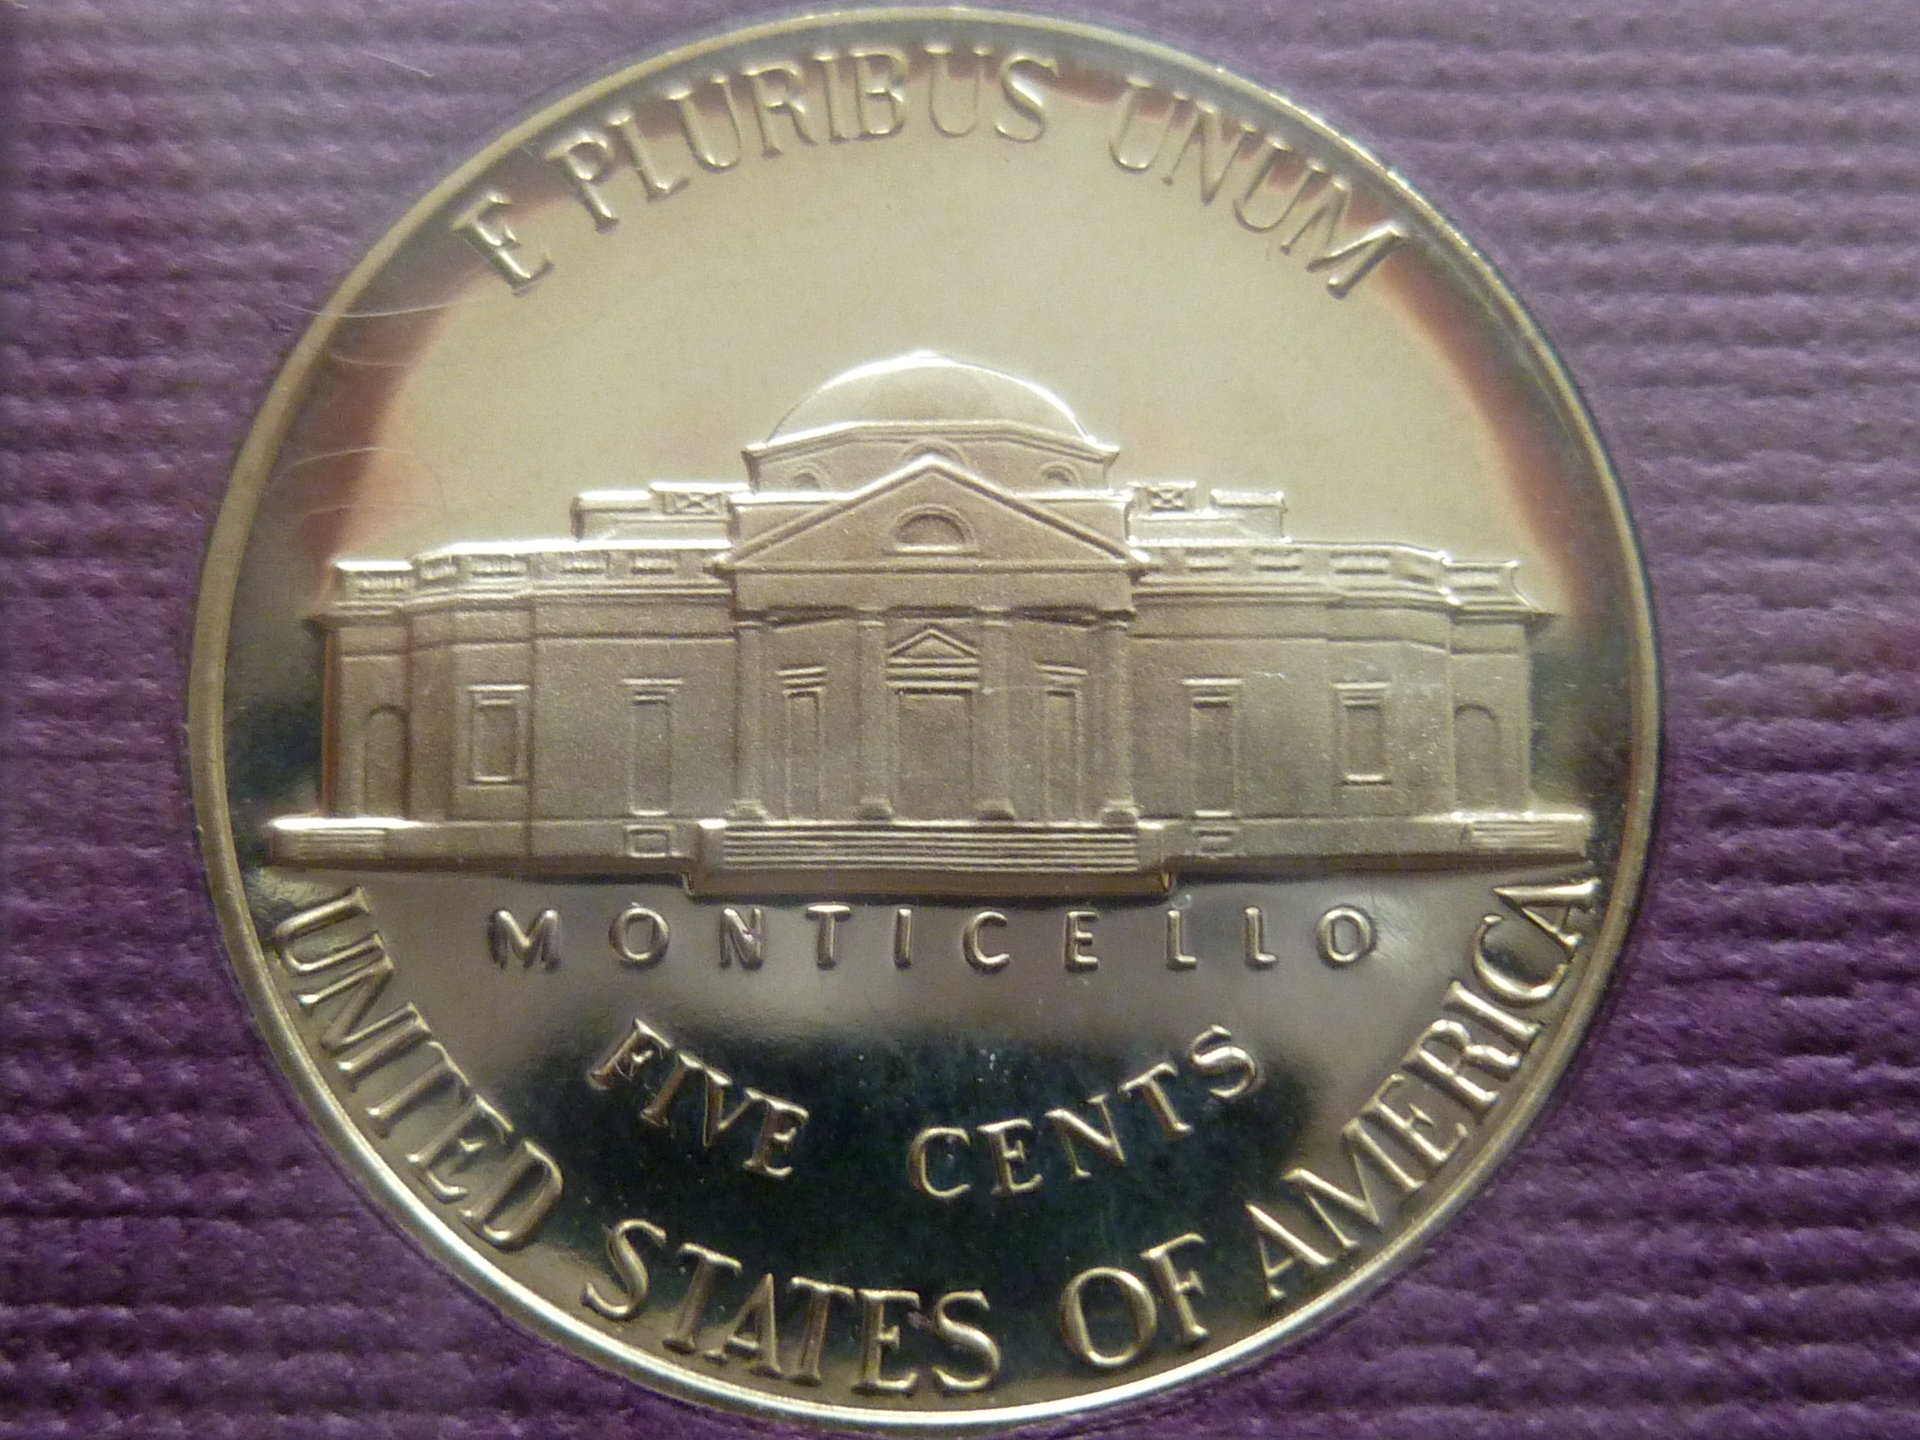 E PLURIBUS UNUM
MONTICELLO
FIVE CENTS
UNITED STATES OF AMERICA